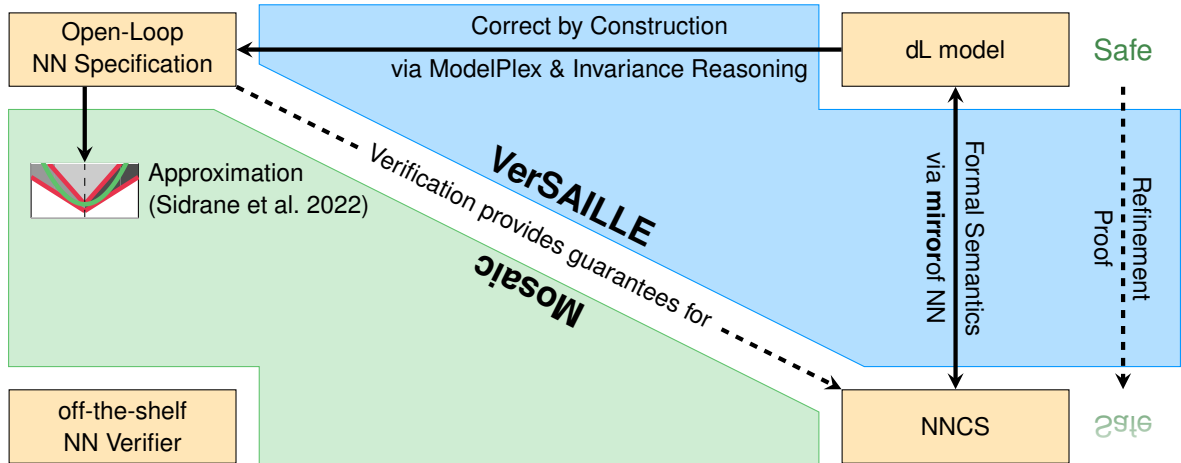 Open-Loop
NN Specification
Correct by Construction
via ModelPlex & Invariance Reasoning
dL model
Safe
Approximation
(Sidrane et al. 2022)
VerSAILLE
Verification provides guarantees for
Mosaic
Formal Semantics
via mirrorof NN
Refinement
Proof
off-the-shelf
NN Verifier
NNCS
Safe